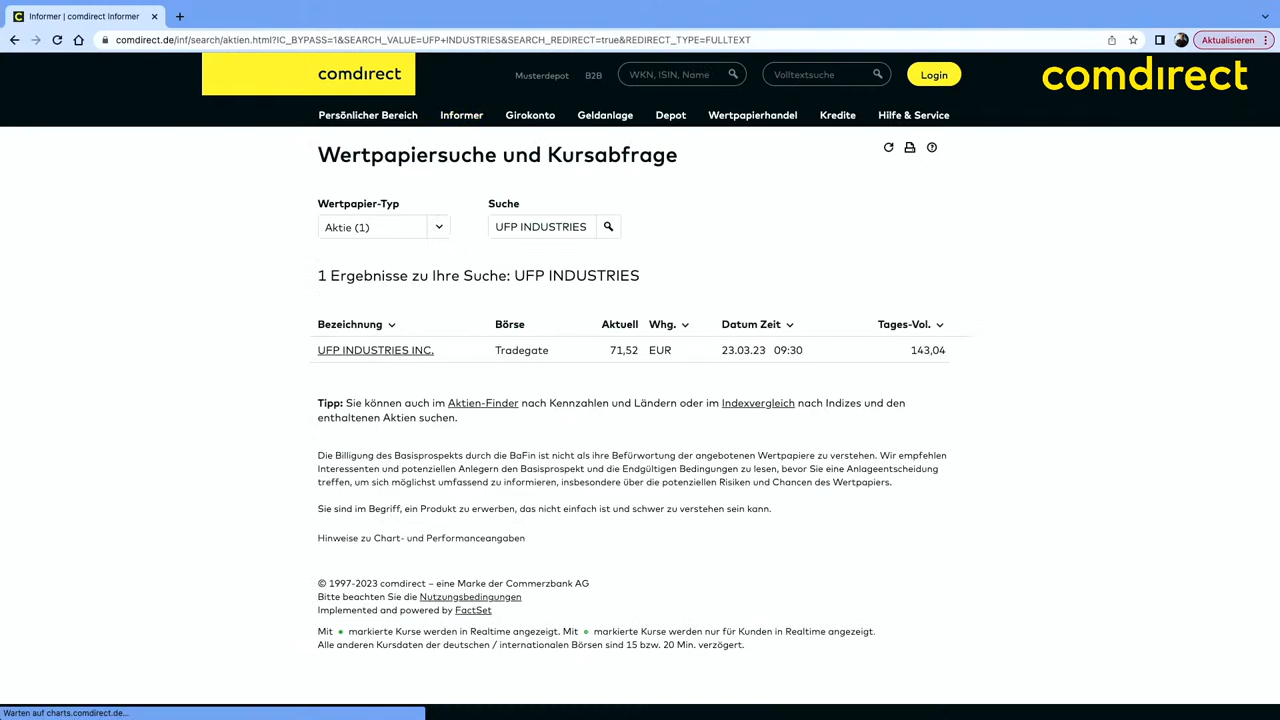 Informer | comdirect Informer
comdirect.de/inf/search/aktien.html?IC_BYPASS=1&SEARCH_VALUE=UFP+INDUSTRIES&SEARCH_REDIRECT=true&REDIRECT_TYPE=FULLTEXT
Aktualisieren
comdirect
Musterdepot B2B WKN, ISIN, Name Volltextsuche Login
comdirect
Persönlicher Bereich Informer Girokonto Geldanlage Depot Wertpapierhandel Kredite Hilfe & Service
Wertpapiersuche und Kursabfrage
Wertpapier-Typ Suche
Aktie (1) UFP INDUSTRIES
1 Ergebnisse zu Ihre Suche: UFP INDUSTRIES
Bezeichnung Börse Aktuell Whg. Datum Zeit Tages-Vol.
UFP INDUSTRIES INC. Tradegate 71,52 EUR 23.03.23 09:30 143,04
Tipp: Sie können auch im Aktien-Finder nach Kennzahlen und Ländern oder im Indexvergleich nach Indizes und den
enthaltenen Aktien suchen.
Die Billigung des Basisprospekts durch die BaFin ist nicht als ihre Befürwortung der angebotenen Wertpapiere zu verstehen. Wir empfehlen
Interessenten und potenziellen Anlegern den Basisprospekt und die Endgültigen Bedingungen zu lesen, bevor Sie eine Anlageentscheidung
treffen, um sich möglichst umfassend zu informieren, insbesondere über die potenziellen Risiken und Chancen des Wertpapiers.
Sie sind im Begriff, ein Produkt zu erwerben, das nicht einfach ist und schwer zu verstehen sein kann.
Hinweise zu Chart- und Performanceangaben
© 1997-2023 comdirect – eine Marke der Commerzbank AG
Bitte beachten Sie die Nutzungsbedingungen
Implemented and powered by FactSet
Mit markierte Kurse werden in Realtime angezeigt. Mit markierte Kurse werden nur für Kunden in Realtime angezeigt.
Alle anderen Kursdaten der deutschen / internationalen Börsen sind 15 bzw. 20 Min. verzögert.
Warten auf charts.comdirect.de...